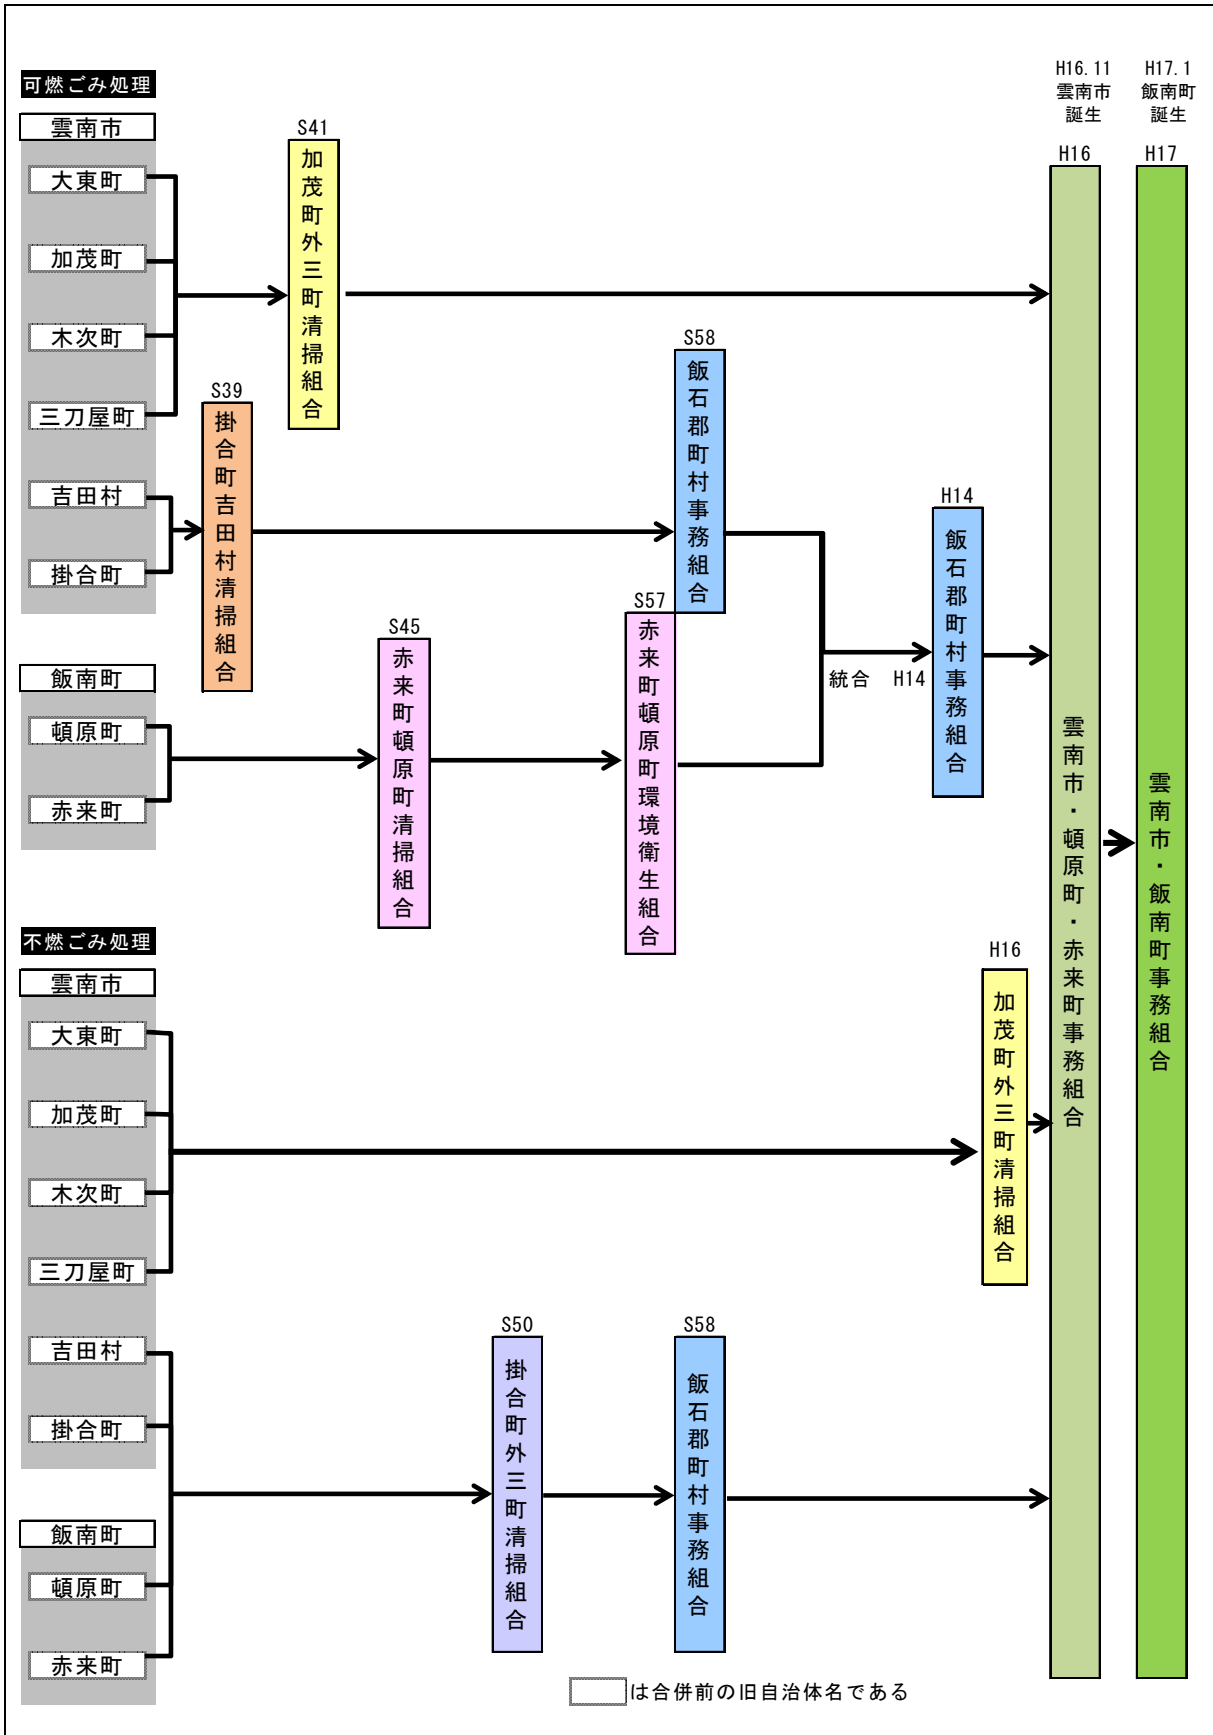 可燃ごみ処理
雲南市
大東町
加茂町
木次町
三刀屋町
吉田村
掛合町
飯南町
頓原町
赤来町
S39
掛合町吉田村清掃組合
S41
加茂町外三町清掃組合
S45
赤来町頓原町清掃組合
S57
赤来町頓原町環境衛生組合
S58
飯石郡町村事務組合
統合 H14
H14
飯石郡町村事務組合
H16.11
雲南市
誕生
H16
雲南市・頓原町・赤来町事務組合
H17.1
飯南町
誕生
H17
雲南市・飯南町事務組合
不燃ごみ処理
雲南市
大東町
加茂町
木次町
三刀屋町
吉田村
掛合町
飯南町
頓原町
赤来町
S50
掛合町外三町清掃組合
S58
飯石郡町村事務組合
H16
加茂町外三町清掃組合
は合併前の旧自治体名である